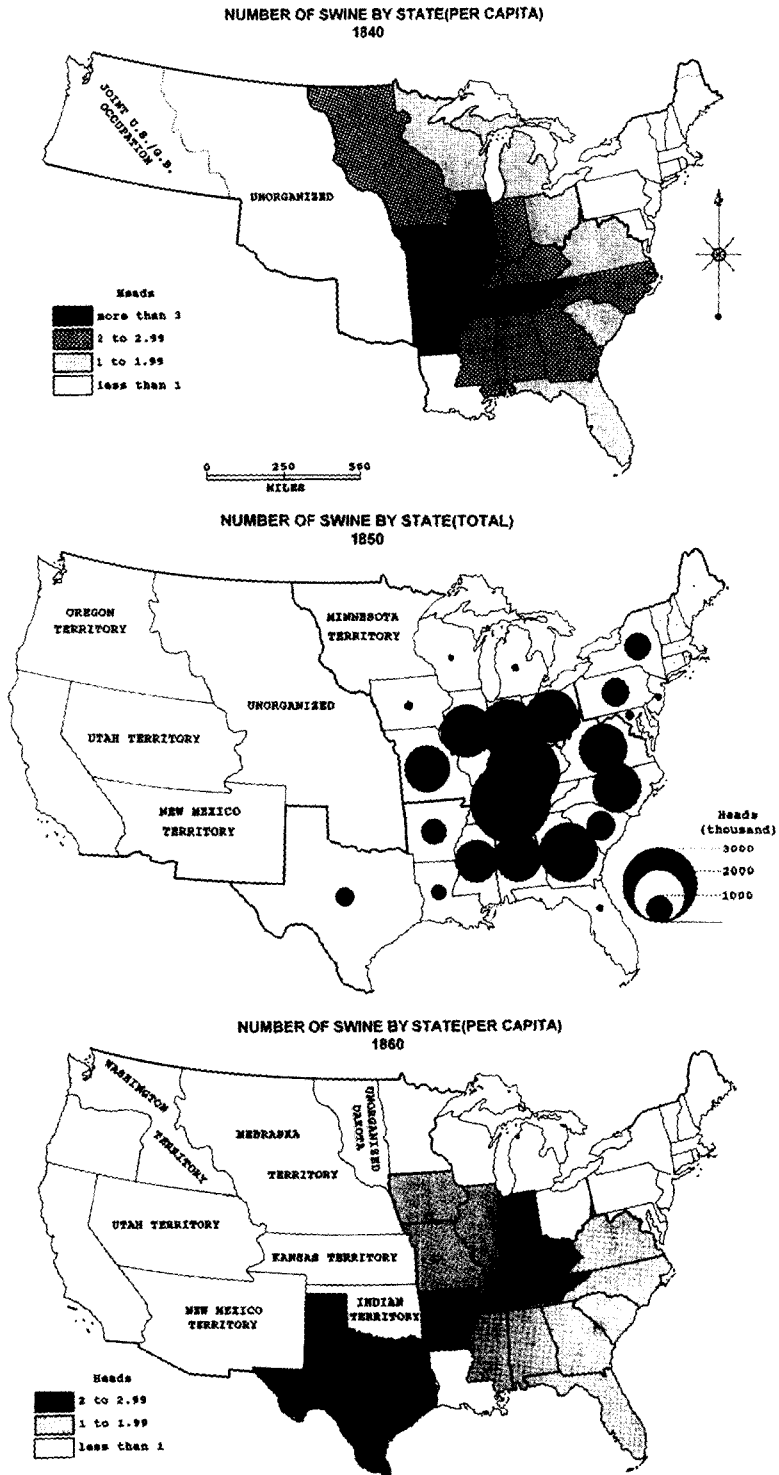 NUMBER OF SWINE BY STATE(PER CAPITA)
1840
JOINT U.S./G.B.
OCCUPATION
UNORGANIZED
Heads
more than 3
2 to 2.99
1 to 1.99
less than 1
0 250 500
MILES
NUMBER OF SWINE BY STATE(TOTAL)
1850
OREGON
TERRITORY
MINNESOTA
TERRITORY
UNORGANIZED
UTAH TERRITORY
NEW MEXICO
TERRITORY
Heads
(thousand)
3000
2000
1000
NUMBER OF SWINE BY STATE(PER CAPITA)
1860
WASHINGTON
TERRITORY
NEBRASKA
TERRITORY
UNORGANISED
DAKOTA
UTAH TERRITORY
KANSAS TERRITORY
INDIAN
TERRITORY
NEW MEXICO
TERRITORY
Heads
2 to 2.99
1 to 1.99
less than 1